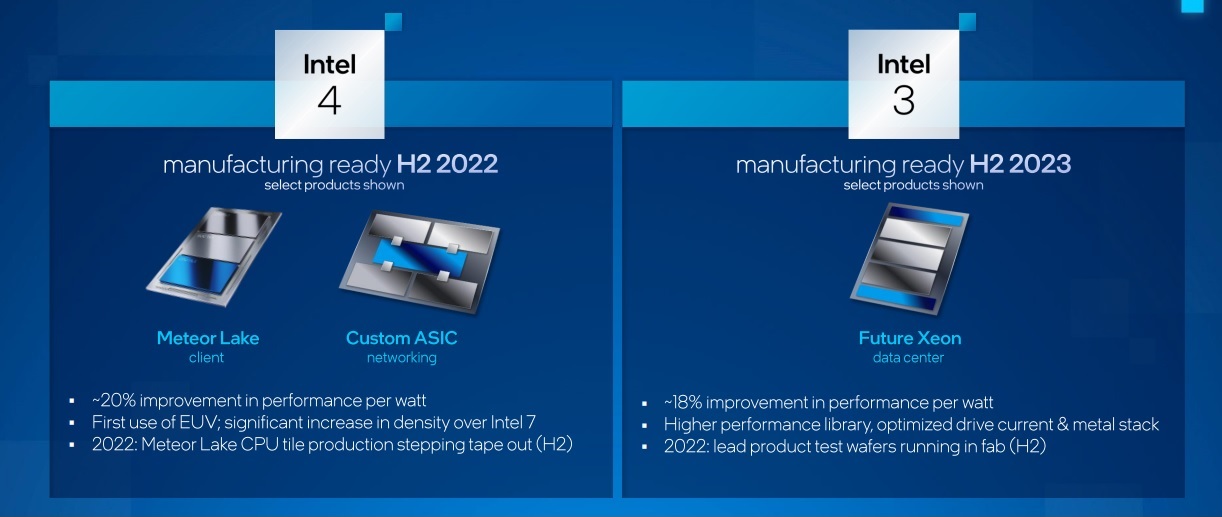 Intel
4
manufacturing ready H2 2022
select products shown
Meteor Lake
client
Custom ASIC
networking
▪ ~20% improvement in performance per watt
▪ First use of EUV; significant increase in density over Intel 7
▪ 2022: Meteor Lake CPU tile production stepping tape out (H2)
Intel
3
manufacturing ready H2 2023
select products shown
Future Xeon
data center
▪ ~18% improvement in performance per watt
▪ Higher performance library, optimized drive current & metal stack
▪ 2022: lead product test wafers running in fab (H2)